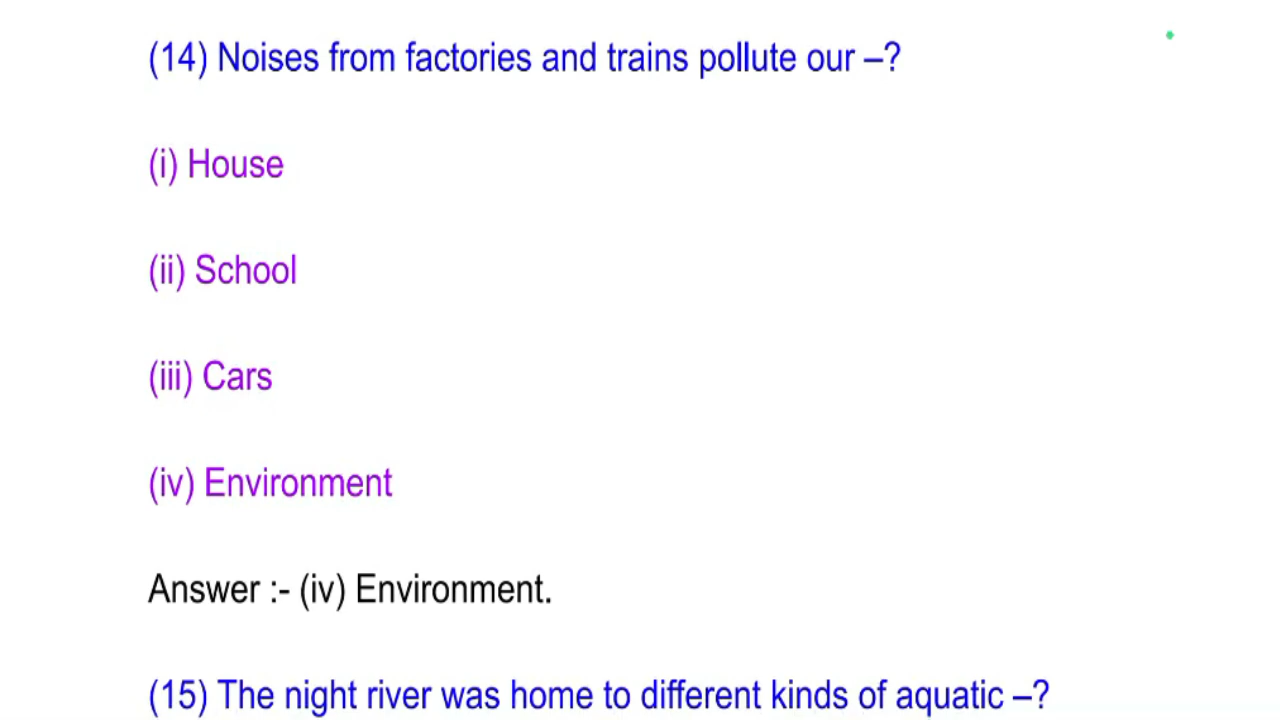 (14) Noises from factories and trains pollute our –?
(i) House
(ii) School
(iii) Cars
(iv) Environment
Answer :- (iv) Environment.
(15) The night river was home to different kinds of aquatic –?